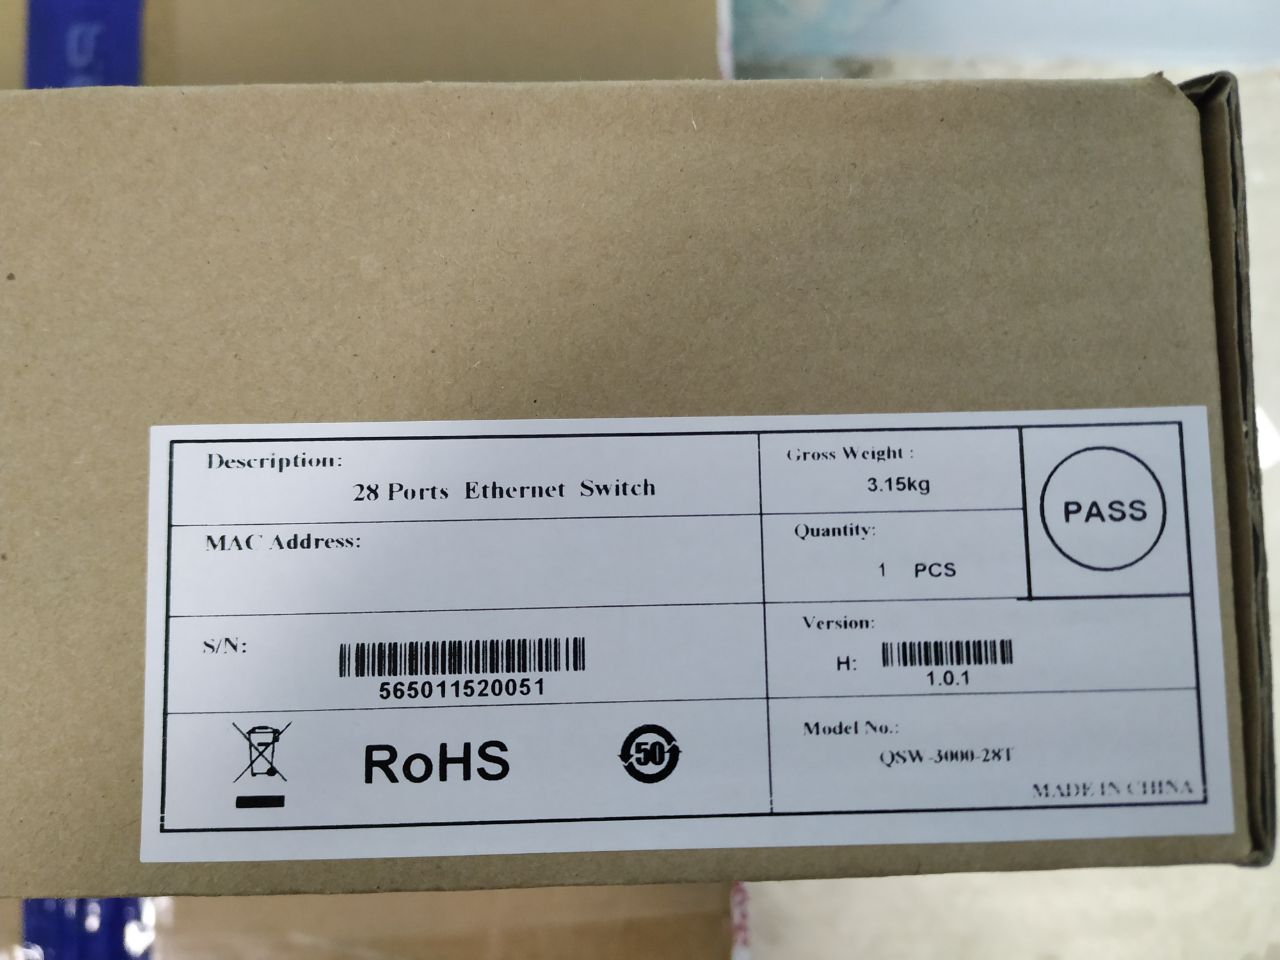 Description:
28 Ports Ethernet Switch
Gross Weight :
3.15kg
PASS
MAC Address:
Quantity:
1 PCS
S/N:
565011520051
Version:
H:
1.0.1
RoHS
50
Model No.:
QSW-3000-28T
MADE IN CHINA